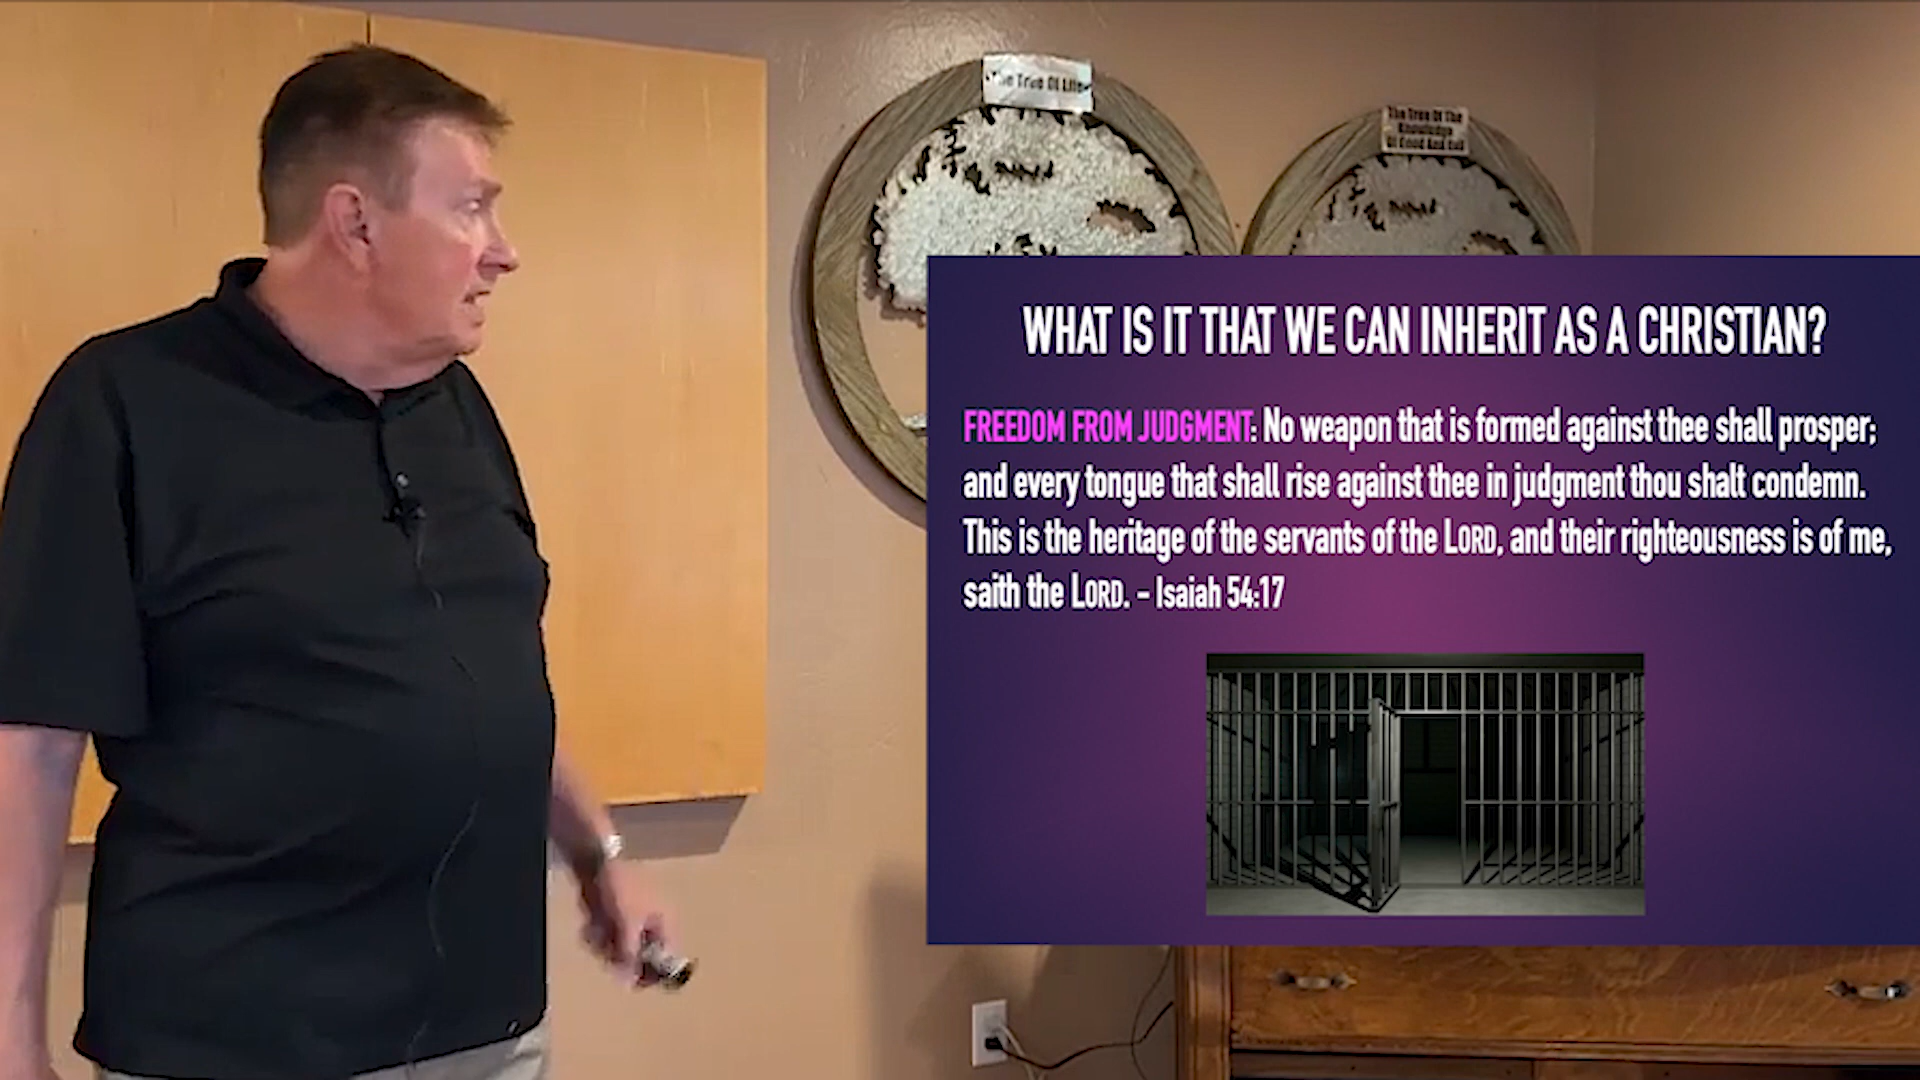 The Tree Of Life
The Tree Of The
Knowledge
Of Good And Evil
WHAT IS IT THAT WE CAN INHERIT AS A CHRISTIAN?
FREEDOM FROM JUDGMENT: No weapon that is formed against thee shall prosper;
and every tongue that shall rise against thee in judgment thou shalt condemn.
This is the heritage of the servants of the LORD, and their righteousness is of me,
saith the LORD. – Isaiah 54:17